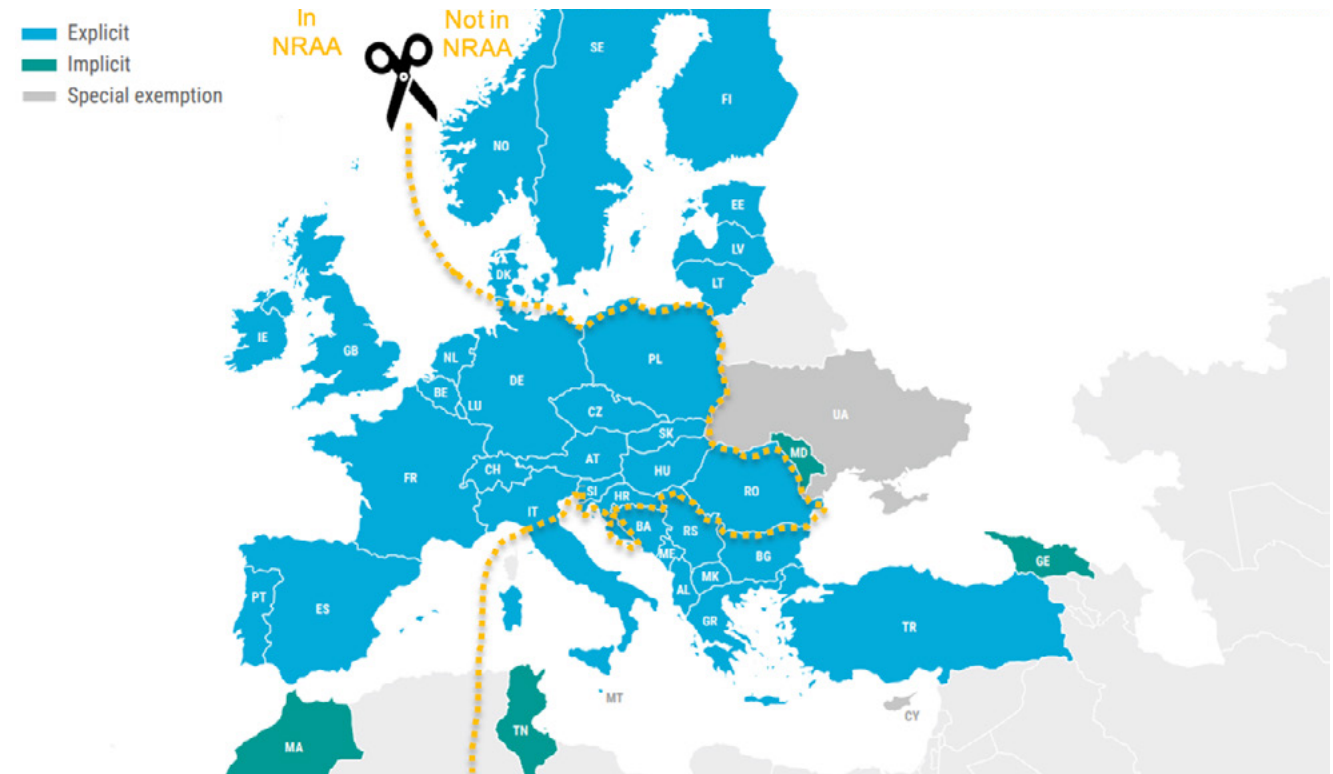 In
NRAA
Not in
NRAA
Explicit
Implicit
Special exemption
SE
FI
NO
EE
LV
DK
LT
IE
GB
NL
PL
BE
DE
LU
CZ
UA
SK
MD
AT
CH
HU
FR
RO
SI
HR
IT
BA
RS
ME
BG
GE
MK
AL
PT
ES
GR
TR
MT
CY
TN
MA